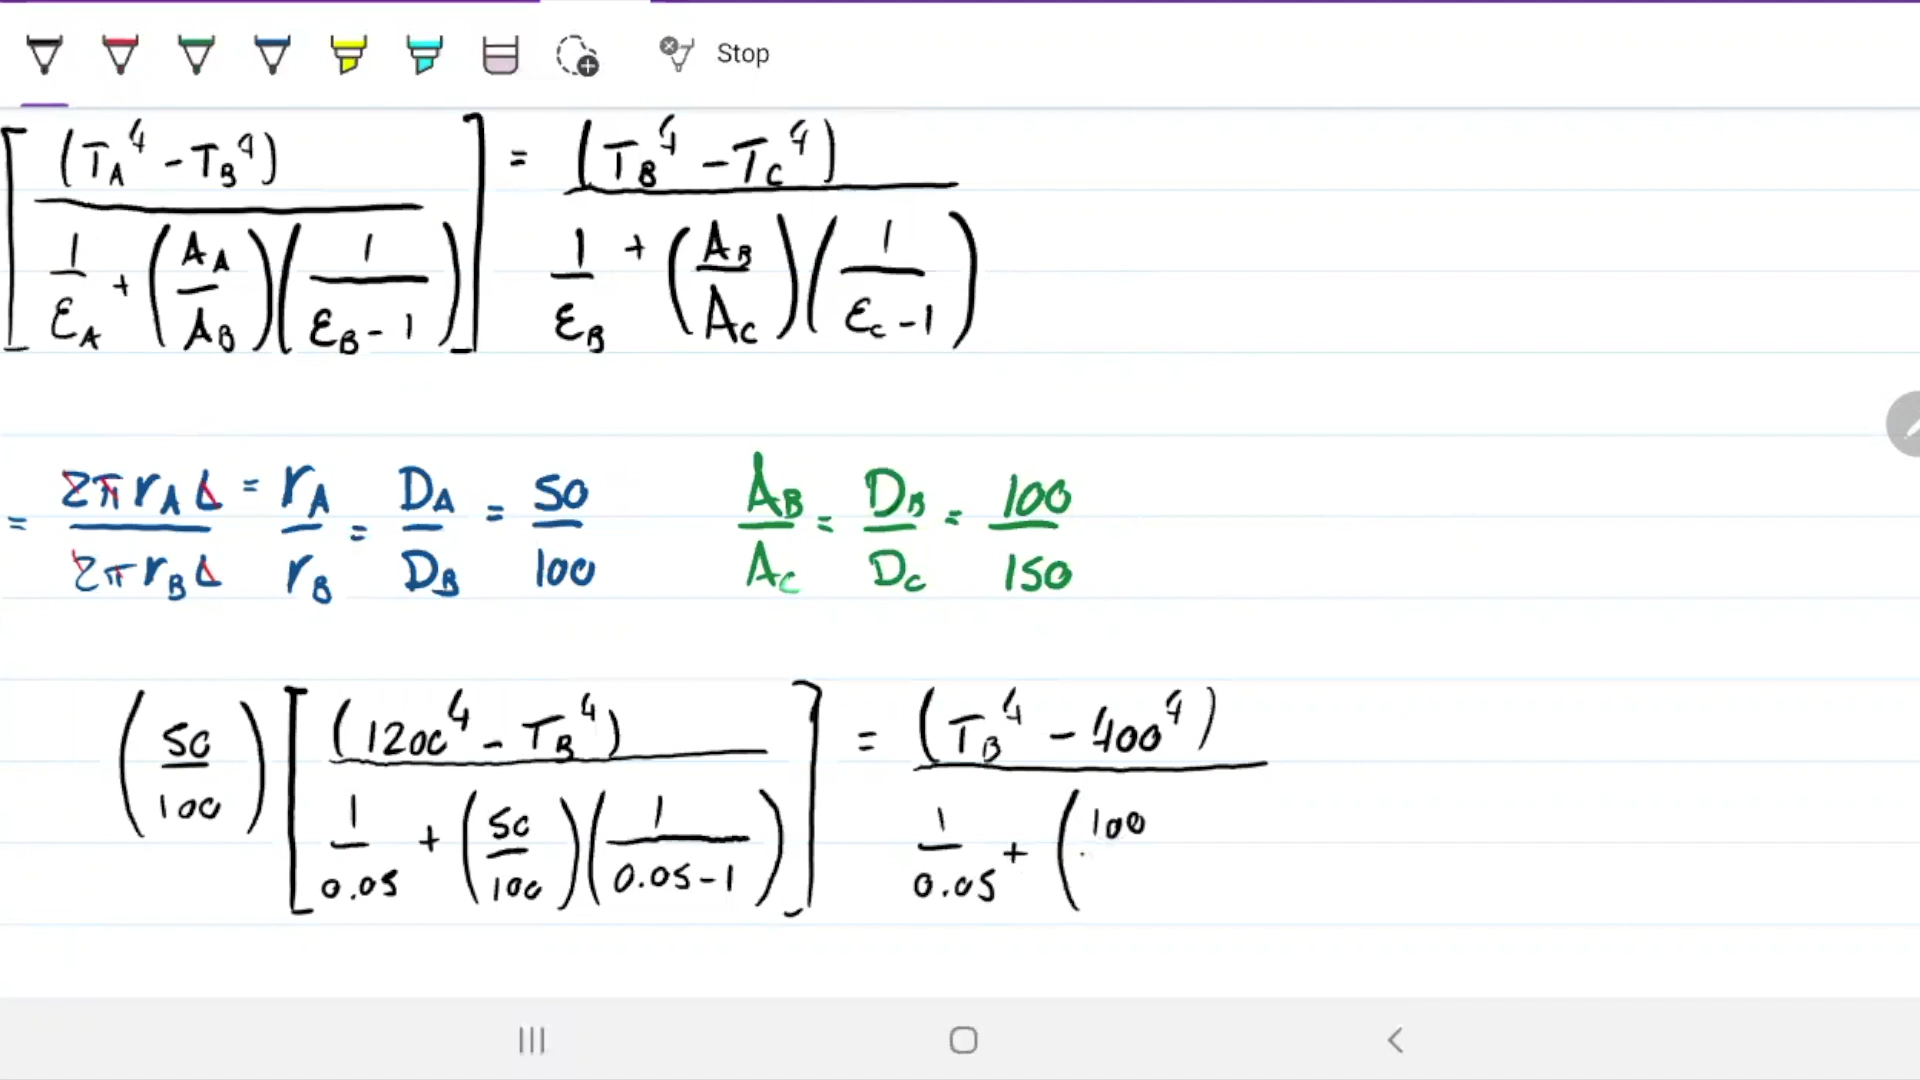 Stop
[(T_A^4 - T_B^4) / (1/ε_A + (A_A/A_B)(1/(ε_B - 1)))] = (T_B^4 - T_C^4) / (1/ε_B + (A_B/A_C)(1/(ε_C - 1)))
= 2πr_A L / 2πr_B L = r_A/r_B = D_A/D_B = 50/100 A_B/A_C = D_B/D_C = 100/150
(50/100) [(1200^4 - T_B^4) / (1/0.05 + (50/100)(1/(0.05-1)))] = (T_B^4 - 400^4) / (1/0.05 + (100